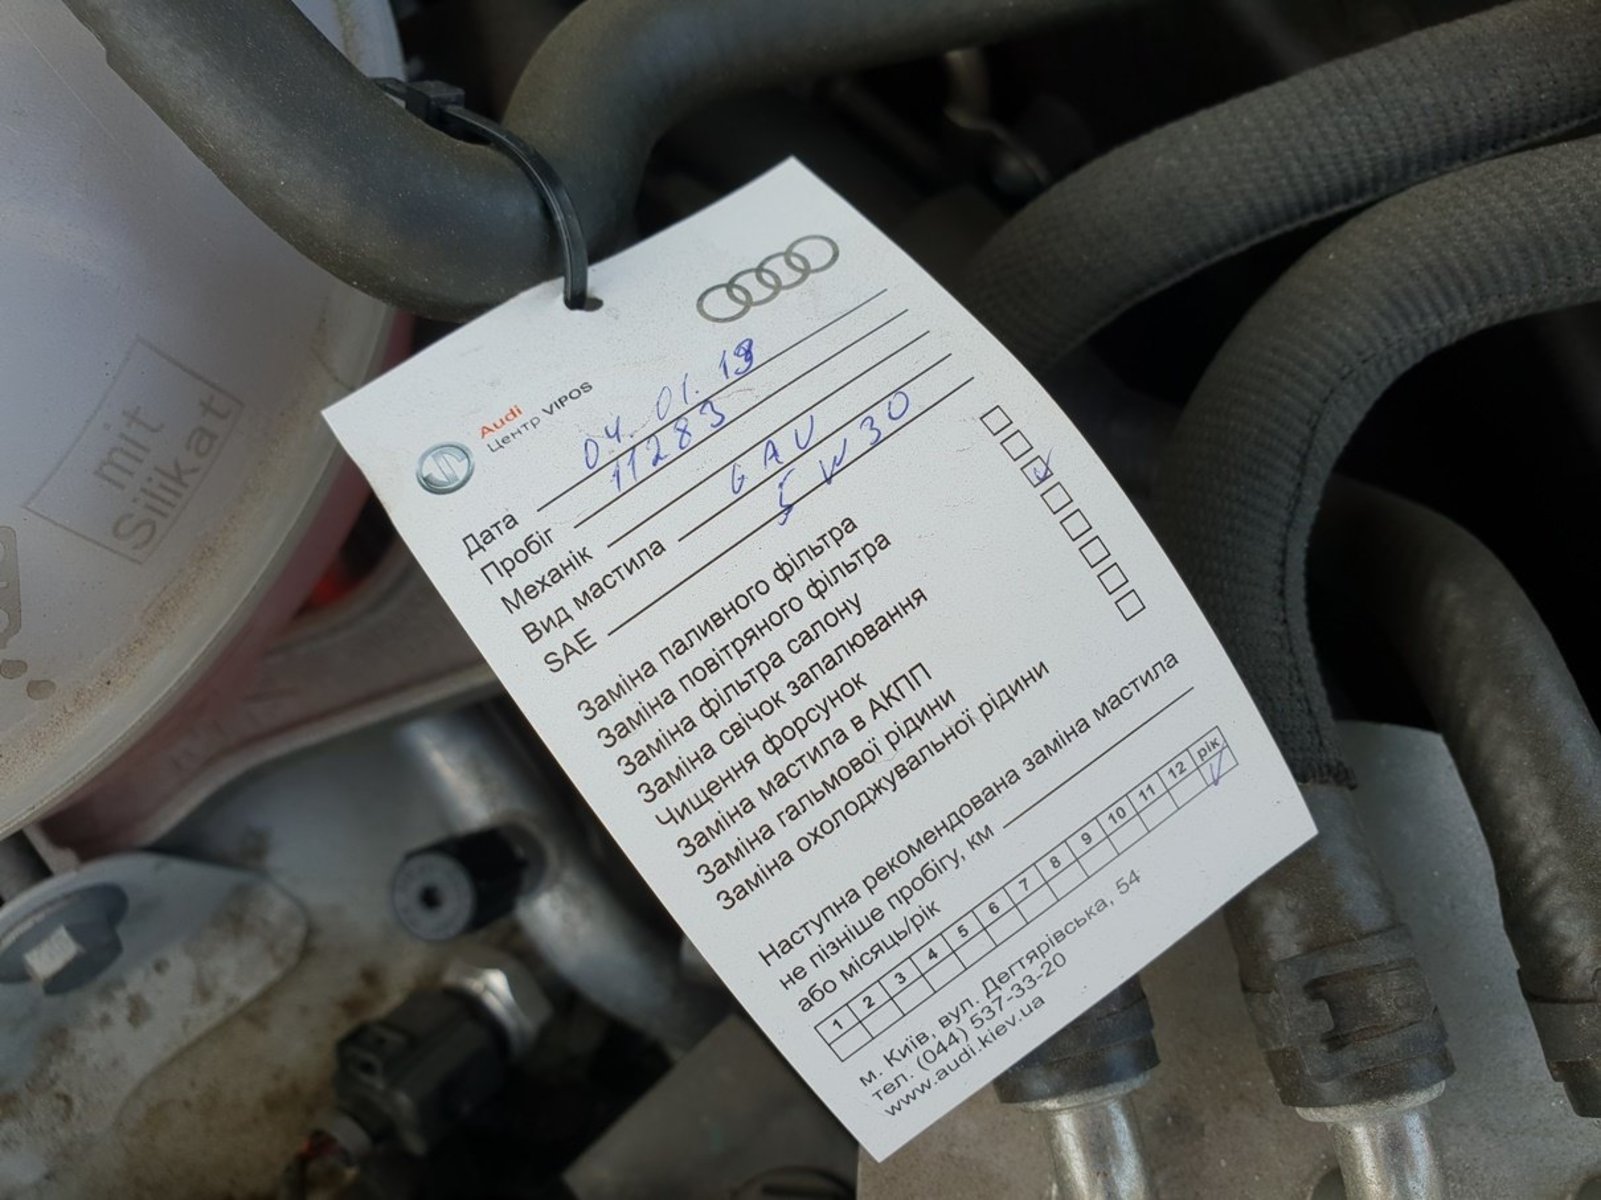 mit
Silikat
Audi
Центр VIPOS
Дата 04.01.19
Пробіг 11283
Механік GAV
Вид мастила
SAE 5W30
Заміна паливного фільтра
Заміна повітряного фільтра
Заміна фільтра салону
Заміна свічок запалювання
Чищення форсунок
Заміна мастила в АКПП
Заміна гальмової рідини
Заміна охолоджувальної рідини
Наступна рекомендована заміна мастила
не пізніше пробігу, км
або місяць/рік
1 2 3 4 5 6 7 8 9 10 11 12 рік
м. Київ, вул. Дегтярівська, 54
тел. (044) 537-33-20
www.audi.kiev.ua